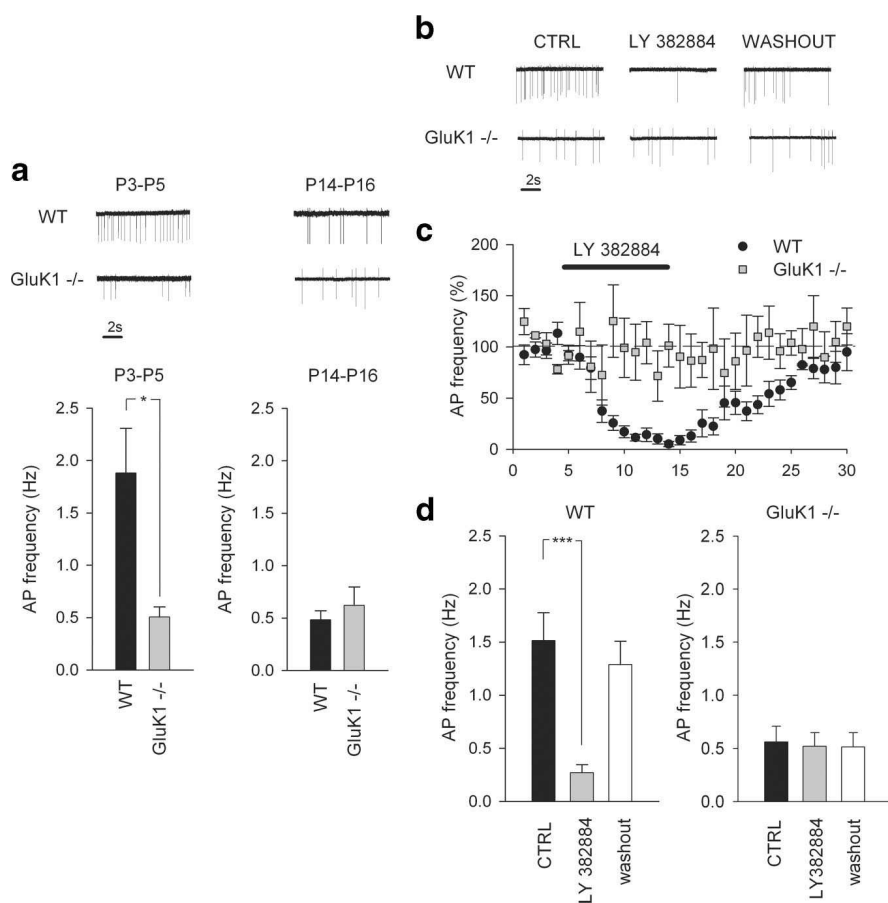 b
CTRL LY 382884 WASHOUT
WT
GluK1 -/-
2s
a
P3-P5 P14-P16
WT
GluK1 -/-
2s
P3-P5
AP frequency (Hz)
2.5
2.0
1.5
1.0
0.5
0.0
*
WT
GluK1 -/-
P14-P16
AP frequency (Hz)
2.5
2.0
1.5
1.0
0.5
0.0
WT
GluK1 -/-
c
LY 382884
WT
GluK1 -/-
AP frequency (%)
200
150
100
50
0
0 5 10 15 20 25 30
d
WT
AP frequency (Hz)
2.5
2.0
1.5
1.0
0.5
0.0
***
CTRL
LY 382884
washout
GluK1 -/-
AP frequency (Hz)
2.5
2.0
1.5
1.0
0.5
0.0
CTRL
LY382884
washout